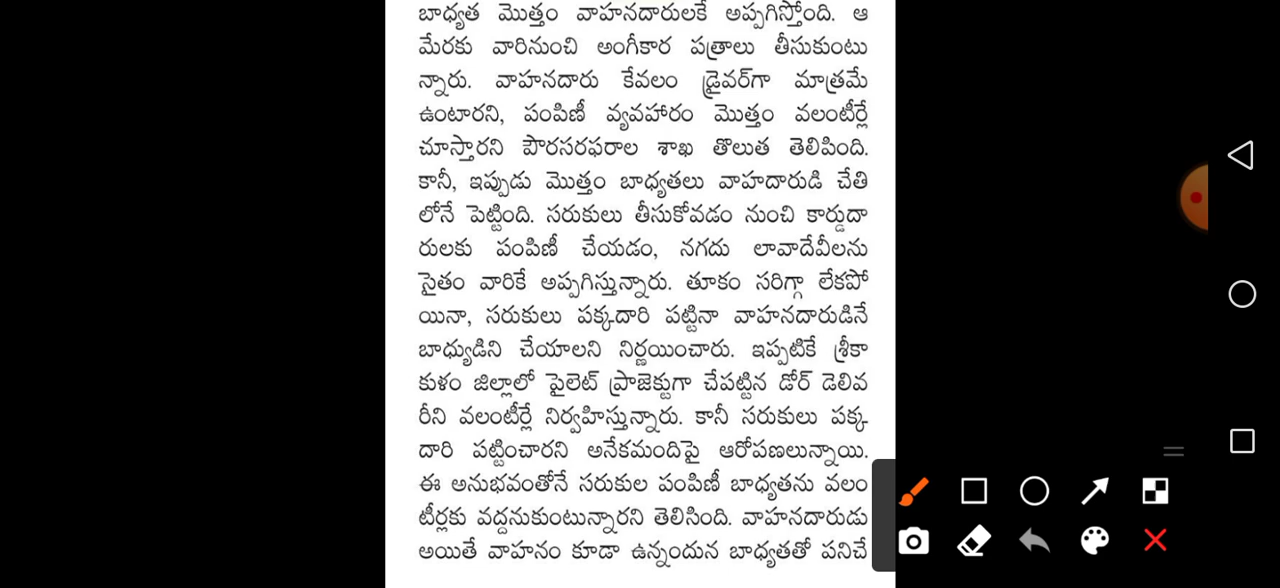 బాధ్యత మొత్తం వాహనదారులకే అప్పగిస్తోంది. ఆ
మేరకు వారినుంచి అంగీకార పత్రాలు తీసుకుంటు
న్నారు. వాహనదారు కేవలం డ్రైవర్‌గా మాత్రమే
ఉంటారని, పంపిణీ వ్యవహారం మొత్తం వలంటీర్లే
చూస్తారని పౌరసరఫరాల శాఖ తొలుత తెలిపింది.
కానీ, ఇప్పుడు మొత్తం బాధ్యతలు వాహదారుడి చేతి
లోనే పెట్టింది. సరుకులు తీసుకోవడం నుంచి కార్డుదా
రులకు పంపిణీ చేయడం, నగదు లావాదేవీలను
సైతం వారికే అప్పగిస్తున్నారు. తూకం సరిగ్గా లేకపో
యినా, సరుకులు పక్కదారి పట్టినా వాహనదారుడినే
బాధ్యుడిని చేయాలని నిర్ణయించారు. ఇప్పటికే శ్రీకా
కుళం జిల్లాలో పైలెట్ ప్రాజెక్టుగా చేపట్టిన డోర్ డెలివ
రీని వలంటీర్లే నిర్వహిస్తున్నారు. కానీ సరుకులు పక్క
దారి పట్టించారని అనేకమందిపై ఆరోపణలున్నాయి.
ఈ అనుభవంతోనే సరుకుల పంపిణీ బాధ్యతను వలం
టీర్లకు వద్దనుకుంటున్నారని తెలిసింది. వాహనదారుడు
అయితే వాహనం కూడా ఉన్నందున బాధ్యతతో పనిచే